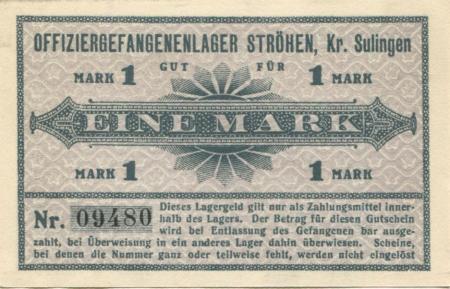 OFFIZIERGEFANGENENLAGER STRÖHEN, Kr. Sulingen
MARK 1 GUT FÜR 1 MARK
EINE MARK
MARK 1 1 MARK
Nr. 09480
Dieses Lagergeld gilt nur als Zahlungsmittel inner-
halb des Lagers. Der Betrag für diesen Gutschein
wird bei Entlassung des Gefangenen bar ausge-
zahlt, bei Überweisung in ein anderes Lager dahin überwiesen. Scheine,
bei denen die Nummer ganz oder teilweise fehlt, werden nicht eingelöst